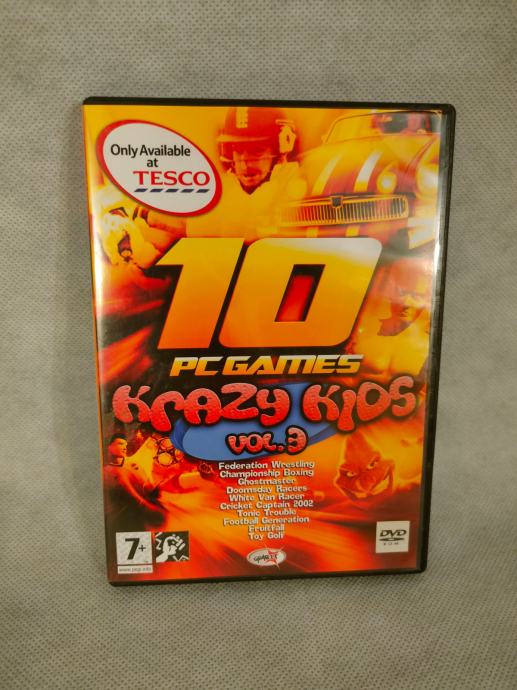 Only Available
at
TESCO
10
PC GAMES
KRAZY KIDS
VOL.3
Federation Wrestling
Championship Boxing
Ghostmaster
Doomsday Racers
White Van Racer
Cricket Captain 2002
Tonic Trouble
Football Generation
Fruitfall
Toy Golf
7+
www.pegi.info
DVD
ROM